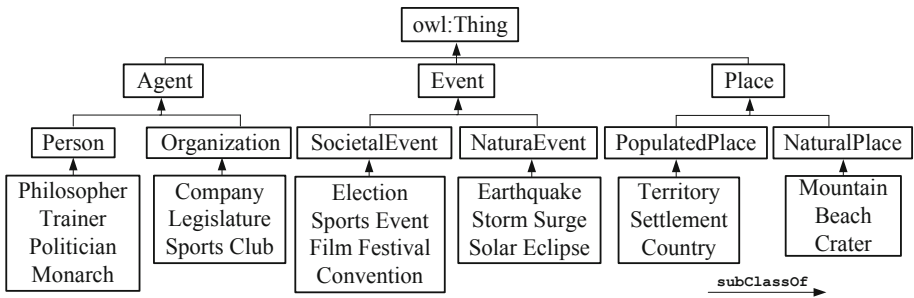 owl:Thing
Agent
Event
Place
Person
Organization
SocietalEvent
NaturaEvent
PopulatedPlace
NaturalPlace
Philosopher
Trainer
Politician
Monarch
Company
Legislature
Sports Club
Election
Sports Event
Film Festival
Convention
Earthquake
Storm Surge
Solar Eclipse
Territory
Settlement
Country
Mountain
Beach
Crater
subClassOf